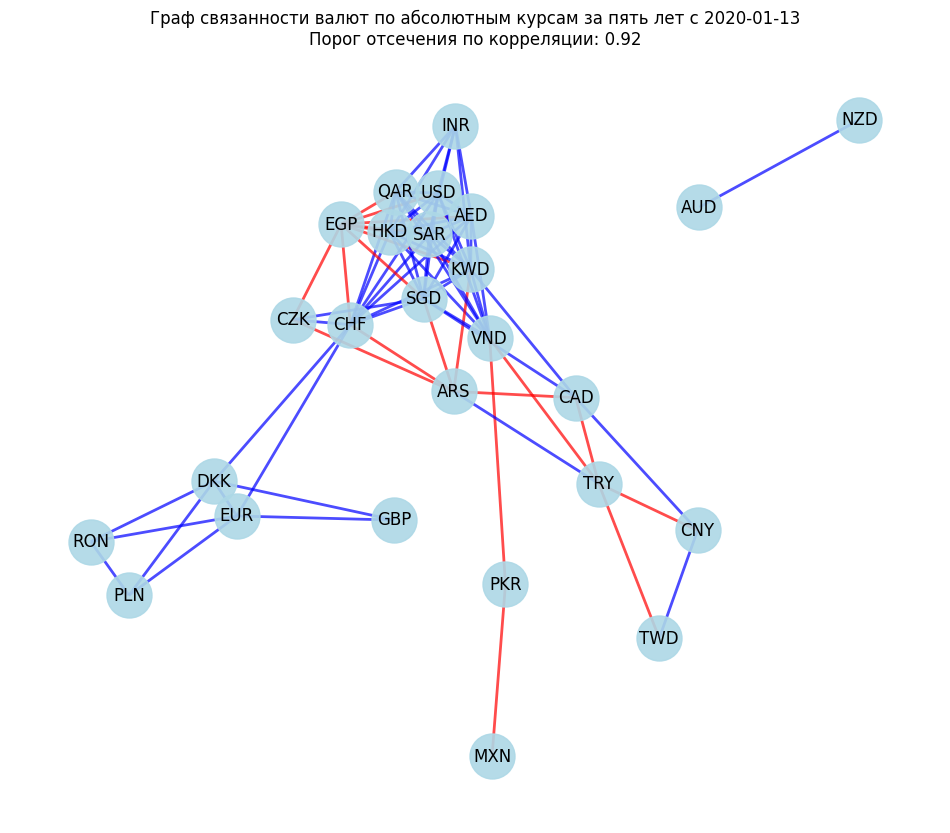 Граф связанности валют по абсолютным курсам за пять лет с 2020-01-13
Порог отсечения по корреляции: 0.92
NZD
INR
QAR
USD
AUD
AED
EGP
HKD
SAR
KWD
SGD
CZK
CHF
VND
ARS
CAD
DKK
TRY
EUR
GBP
CNY
RON
PKR
PLN
TWD
MXN